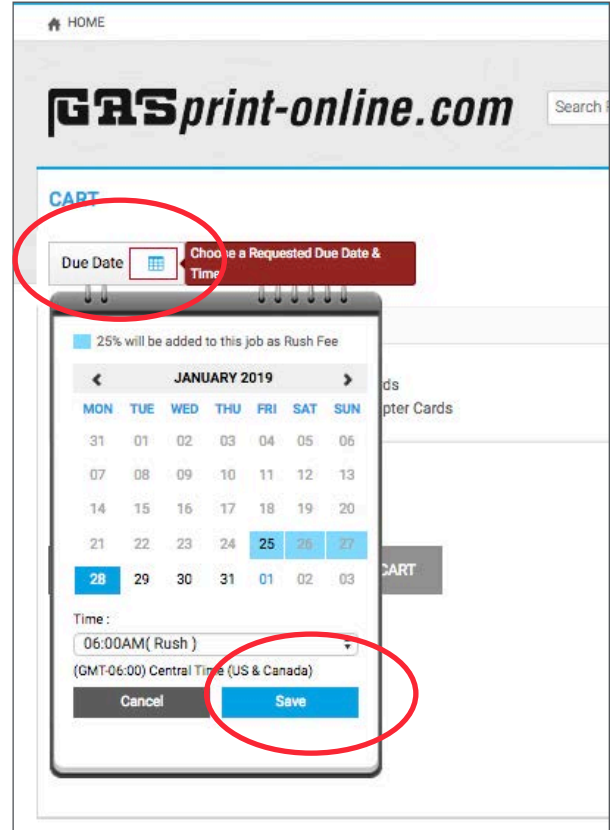 HOME
GASprint-online.com
Search
CART
Due Date
Choose a Requested Due Date &
Time
25% will be added to this job as Rush Fee
JANUARY 2019
MON TUE WED THU FRI SAT SUN
31 01 02 03 04 05 06
07 08 09 10 11 12 13
14 15 16 17 18 19 20
21 22 23 24 25 26 27
28 29 30 31 01 02 03
ds
pter Cards
CART
Time :
06:00AM( Rush )
(GMT-06:00) Central Time (US & Canada)
Cancel Save